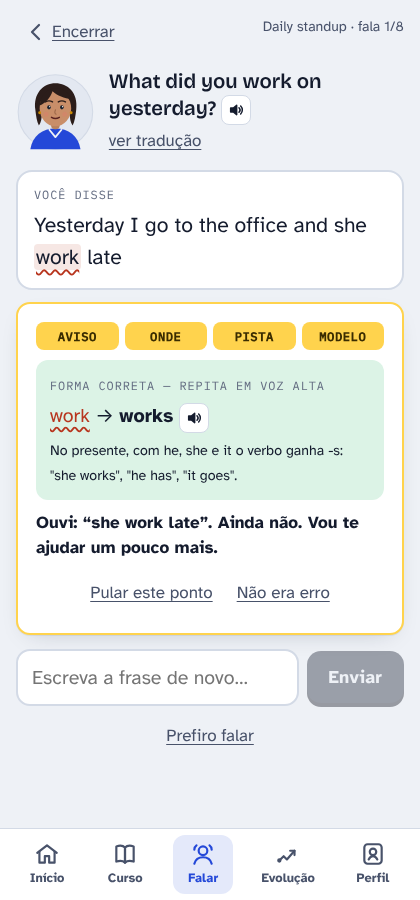 Encerrar
Daily standup · fala 1/8
What did you work on
yesterday?
ver tradução
VOCÊ DISSE
Yesterday I go to the office and she
work late
AVISO
ONDE
PISTA
MODELO
FORMA CORRETA — REPITA EM VOZ ALTA
work → works
No presente, com he, she e it o verbo ganha -s:
"she works", "he has", "it goes".
Ouvi: “she work late”. Ainda não. Vou te
ajudar um pouco mais.
Pular este ponto
Não era erro
Escreva a frase de novo...
Enviar
Prefiro falar
Início
Curso
Falar
Evolução
Perfil